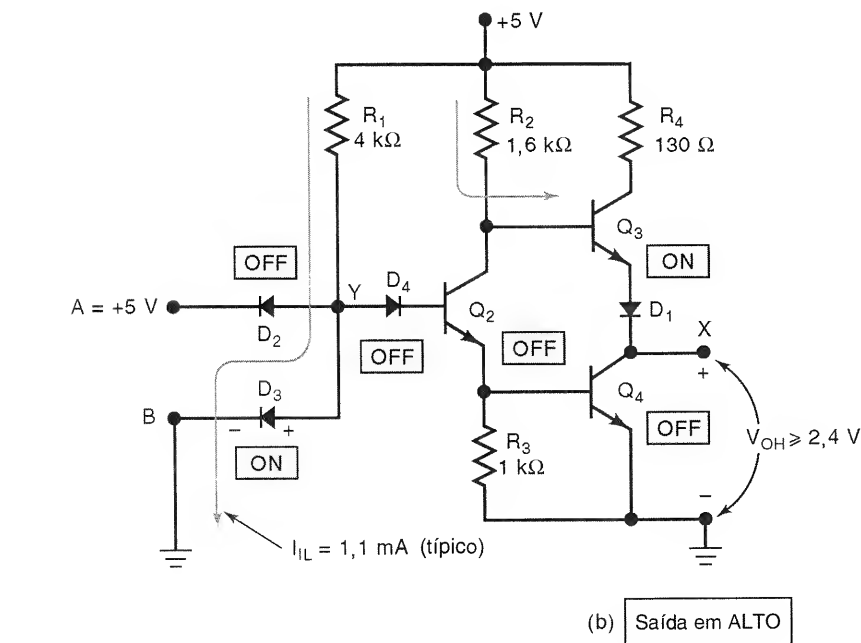 +5 V
R1
4 kΩ
R2
1,6 kΩ
R4
130 Ω
Q3
ON
OFF
A = +5 V
D2
Y
D4
OFF
Q2
OFF
D1
X
+
B
D3
− +
ON
Q4
OFF
R3
1 kΩ
VOH ⩾ 2,4 V
−
IIL = 1,1 mA (típico)
(b) Saída em ALTO